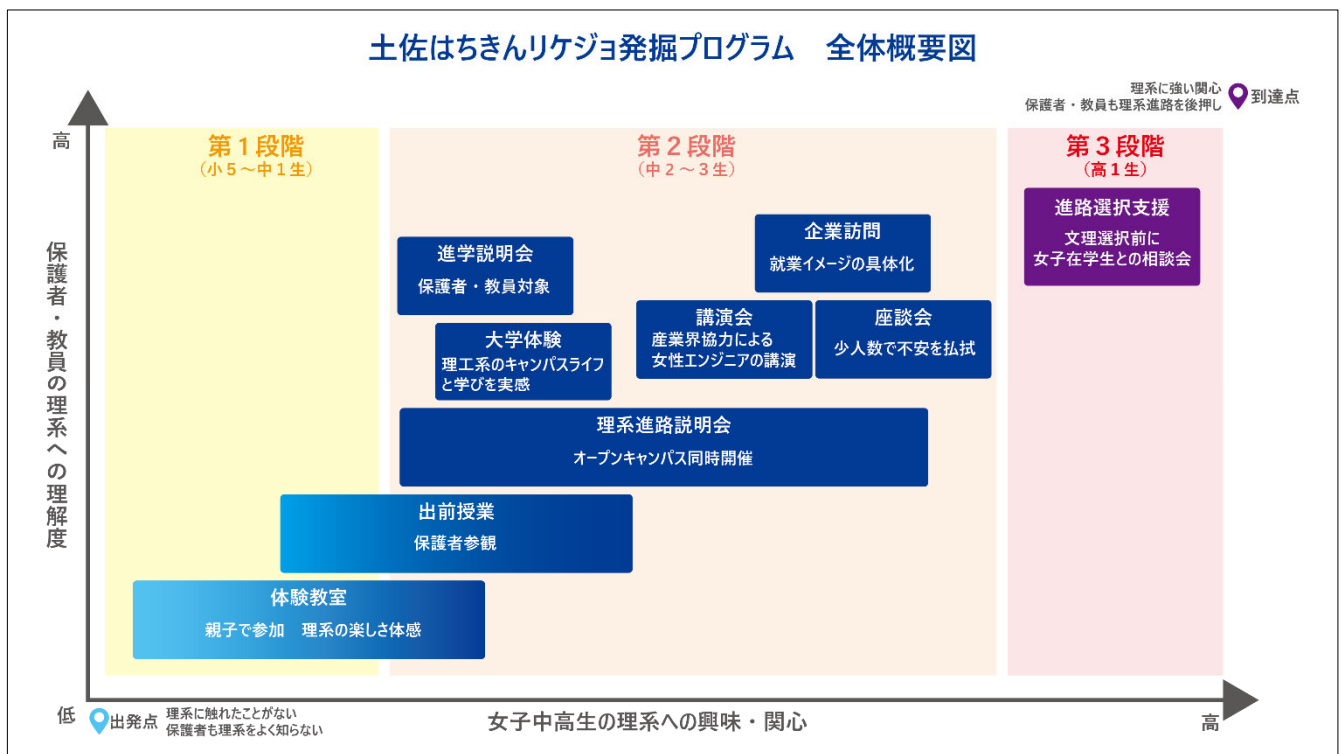 土佐はちきんリケジョ発掘プログラム　全体概要図
理系に強い関心
保護者・教員も理系進路を後押し
到達点
高
保護者・教員の理系への理解度
第１段階
（小５～中１生）
第２段階
（中２～３生）
第３段階
（高１生）
進路選択支援
文理選択前に
女子在学生との相談会
企業訪問
就業イメージの具体化
進学説明会
保護者・教員対象
講演会
産業界協力による
女性エンジニアの講演
座談会
少人数で不安を払拭
大学体験
理工系のキャンパスライフ
と学びを実感
理系進路説明会
オープンキャンパス同時開催
出前授業
保護者参観
体験教室
親子で参加　理系の楽しさ体感
低
出発点
理系に触れたことがない
保護者も理系をよく知らない
女子中高生の理系への興味・関心
高